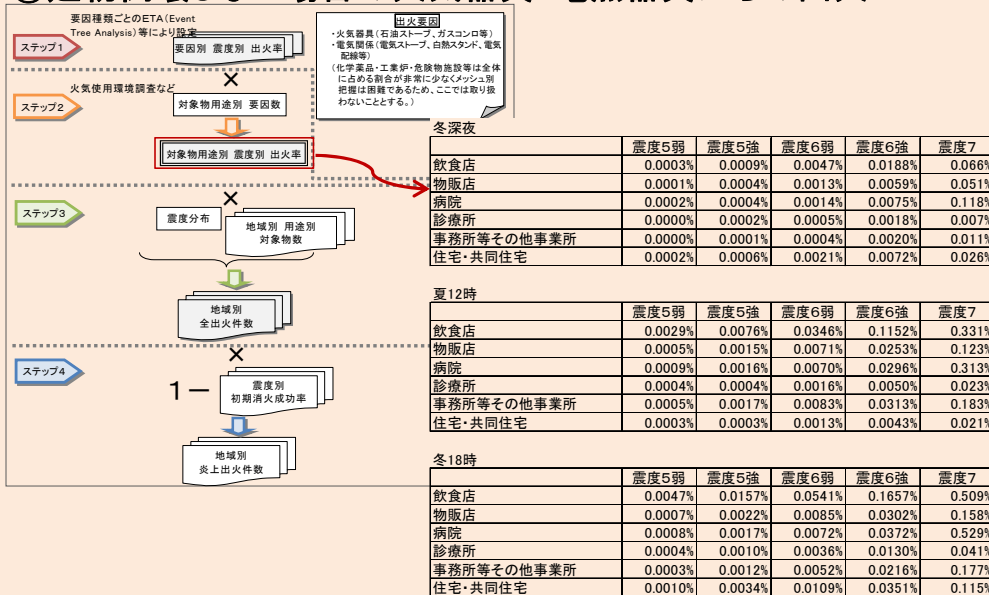 要因種類ごとのETA(Event
Tree Analysis)等により設定
ステップ1
要因別 震度別 出火率
出火要因
・火気器具(石油ストーブ、ガスコンロ等)
・電気関係(電気ストーブ、白熱スタンド、電気
配線等)
(化学薬品・工業炉・危険物施設等は全体
に占める割合が非常に少なくメッシュ別
把握は困難であるため、ここでは取り扱
わないこととする。)
×
火気使用環境調査など
ステップ2
対象物用途別 要因数
対象物用途別 震度別 出火率
×
ステップ3
震度分布
地域別 用途別
対象物数
地域別
全出火件数
×
ステップ4
1-
震度別
初期消火成功率
地域別
炎上出火件数
冬深夜
震度5弱 震度5強 震度6弱 震度6強 震度7
飲食店 0.0003% 0.0009% 0.0047% 0.0188% 0.066%
物販店 0.0001% 0.0004% 0.0013% 0.0059% 0.051%
病院 0.0002% 0.0004% 0.0014% 0.0075% 0.118%
診療所 0.0000% 0.0002% 0.0005% 0.0018% 0.007%
事務所等その他事業所 0.0000% 0.0001% 0.0004% 0.0020% 0.011%
住宅・共同住宅 0.0002% 0.0006% 0.0021% 0.0072% 0.026%
夏12時
震度5弱 震度5強 震度6弱 震度6強 震度7
飲食店 0.0029% 0.0076% 0.0346% 0.1152% 0.331%
物販店 0.0005% 0.0015% 0.0071% 0.0253% 0.123%
病院 0.0009% 0.0016% 0.0070% 0.0296% 0.313%
診療所 0.0004% 0.0004% 0.0016% 0.0050% 0.023%
事務所等その他事業所 0.0005% 0.0017% 0.0083% 0.0313% 0.183%
住宅・共同住宅 0.0003% 0.0003% 0.0013% 0.0043% 0.021%
冬18時
震度5弱 震度5強 震度6弱 震度6強 震度7
飲食店 0.0047% 0.0157% 0.0541% 0.1657% 0.509%
物販店 0.0007% 0.0022% 0.0085% 0.0302% 0.158%
病院 0.0008% 0.0017% 0.0072% 0.0372% 0.529%
診療所 0.0004% 0.0010% 0.0036% 0.0130% 0.041%
事務所等その他事業所 0.0003% 0.0012% 0.0052% 0.0216% 0.177%
住宅・共同住宅 0.0010% 0.0034% 0.0109% 0.0351% 0.115%